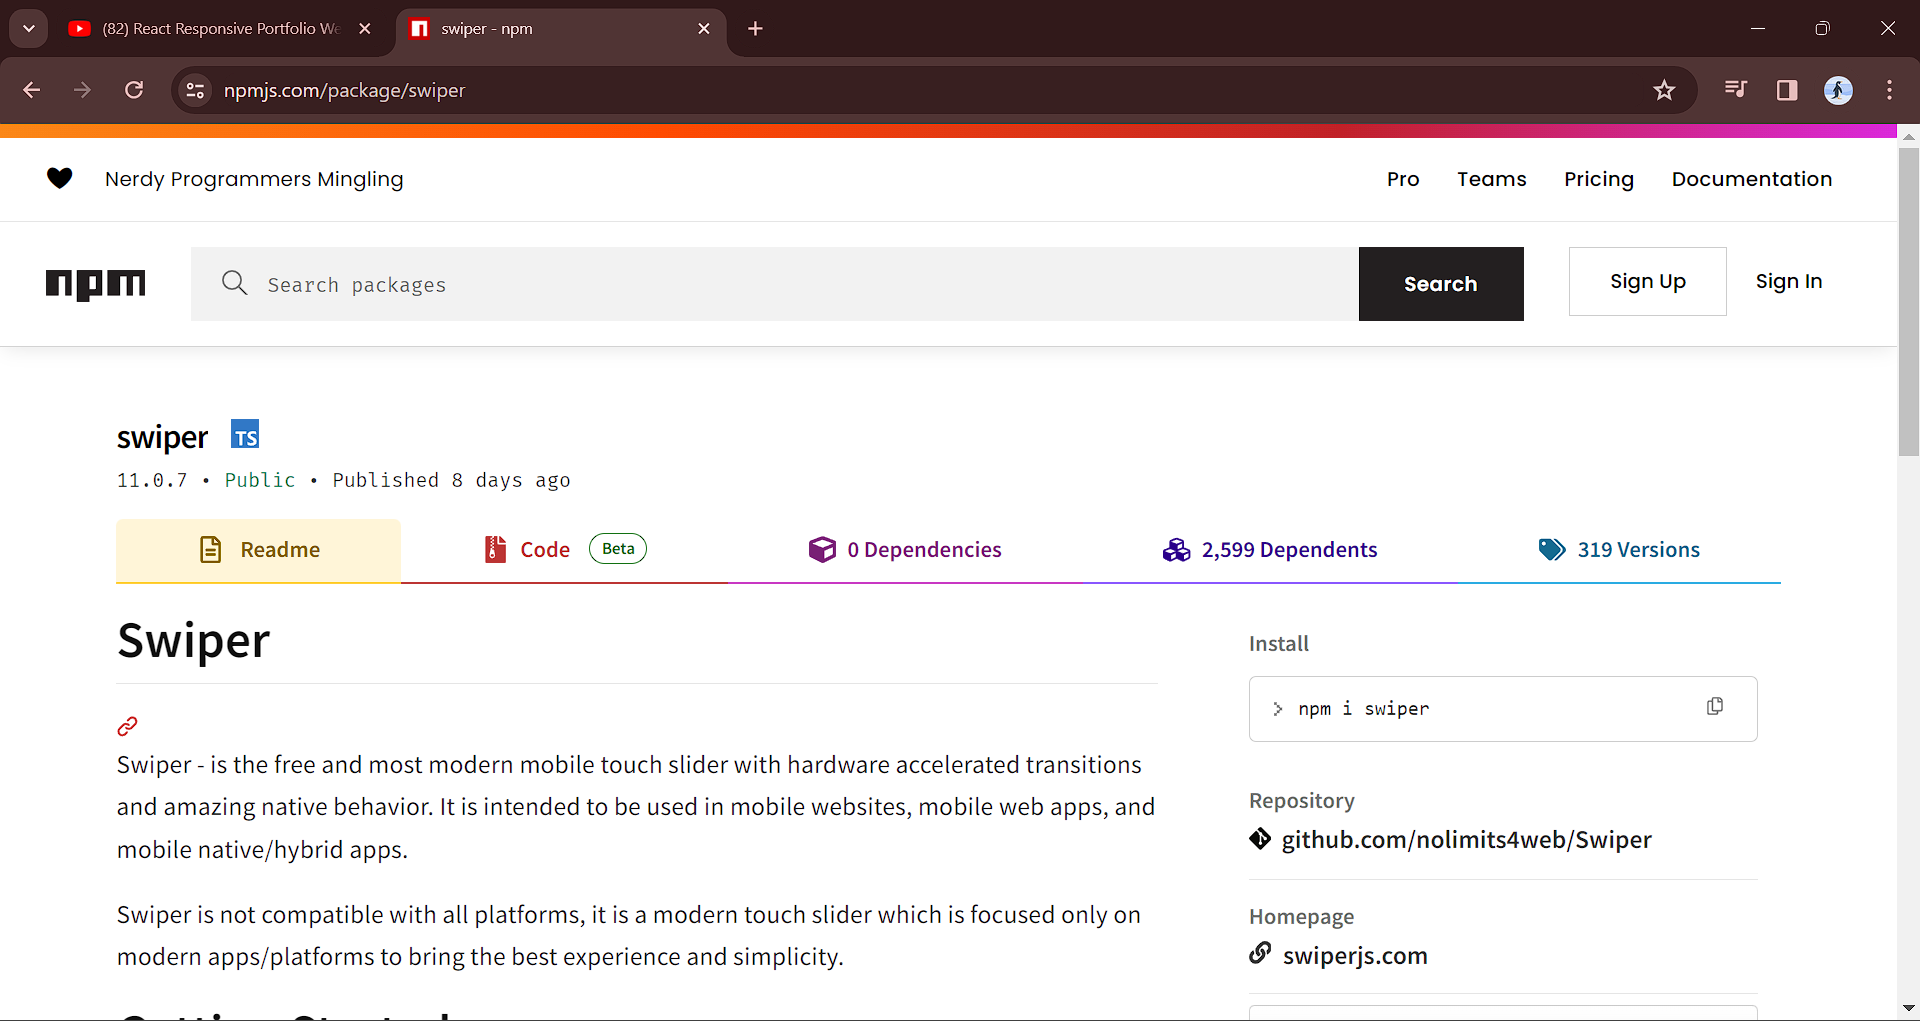 (82) React Responsive Portfolio We
swiper - npm
npmjs.com/package/swiper
Nerdy Programmers Mingling
Pro Teams Pricing Documentation
npm
Search packages
Search
Sign Up
Sign In
swiper TS
11.0.7 • Public • Published 8 days ago
Readme
Code Beta
0 Dependencies
2,599 Dependents
319 Versions
Swiper
Swiper - is the free and most modern mobile touch slider with hardware accelerated transitions
and amazing native behavior. It is intended to be used in mobile websites, mobile web apps, and
mobile native/hybrid apps.
Swiper is not compatible with all platforms, it is a modern touch slider which is focused only on
modern apps/platforms to bring the best experience and simplicity.
Install
> npm i swiper
Repository
github.com/nolimits4web/Swiper
Homepage
swiperjs.com